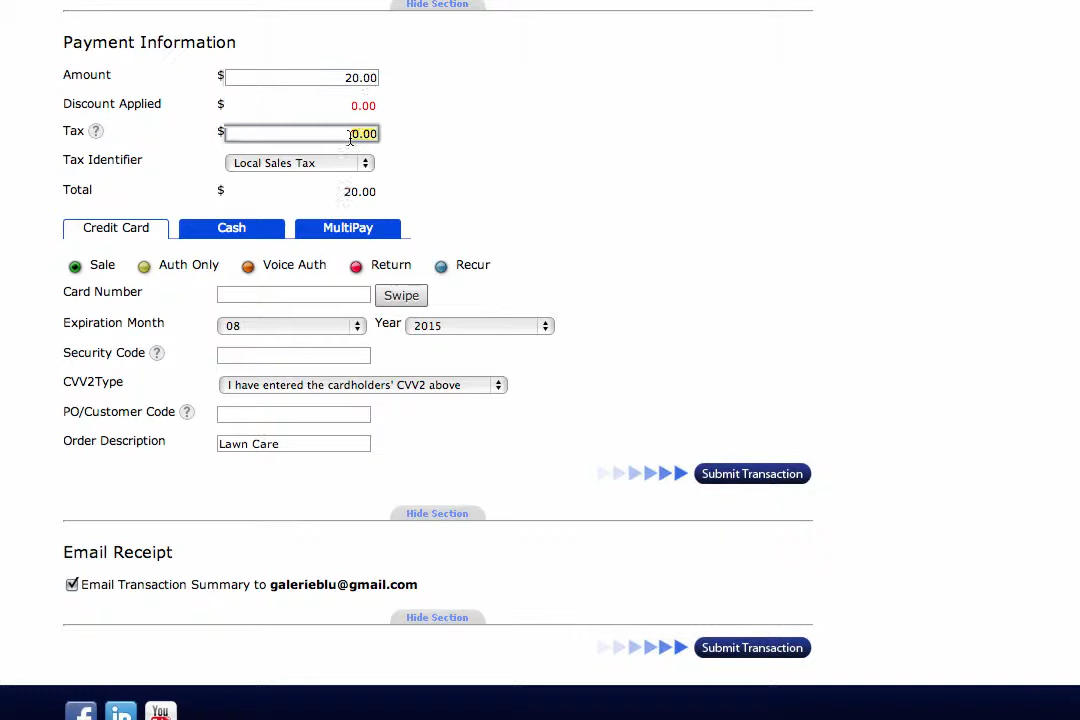 Hide Section
Payment Information
Amount $ 20.00
Discount Applied $ 0.00
Tax ? $ 0.00
Tax Identifier Local Sales Tax
Total $ 20.00
Credit Card Cash MultiPay
Sale Auth Only Voice Auth Return Recur
Card Number Swipe
Expiration Month 08 Year 2015
Security Code ?
CVV2Type I have entered the cardholders' CVV2 above
PO/Customer Code ?
Order Description Lawn Care
Submit Transaction
Hide Section
Email Receipt
Email Transaction Summary to galerieblu@gmail.com
Hide Section
Submit Transaction
f in You